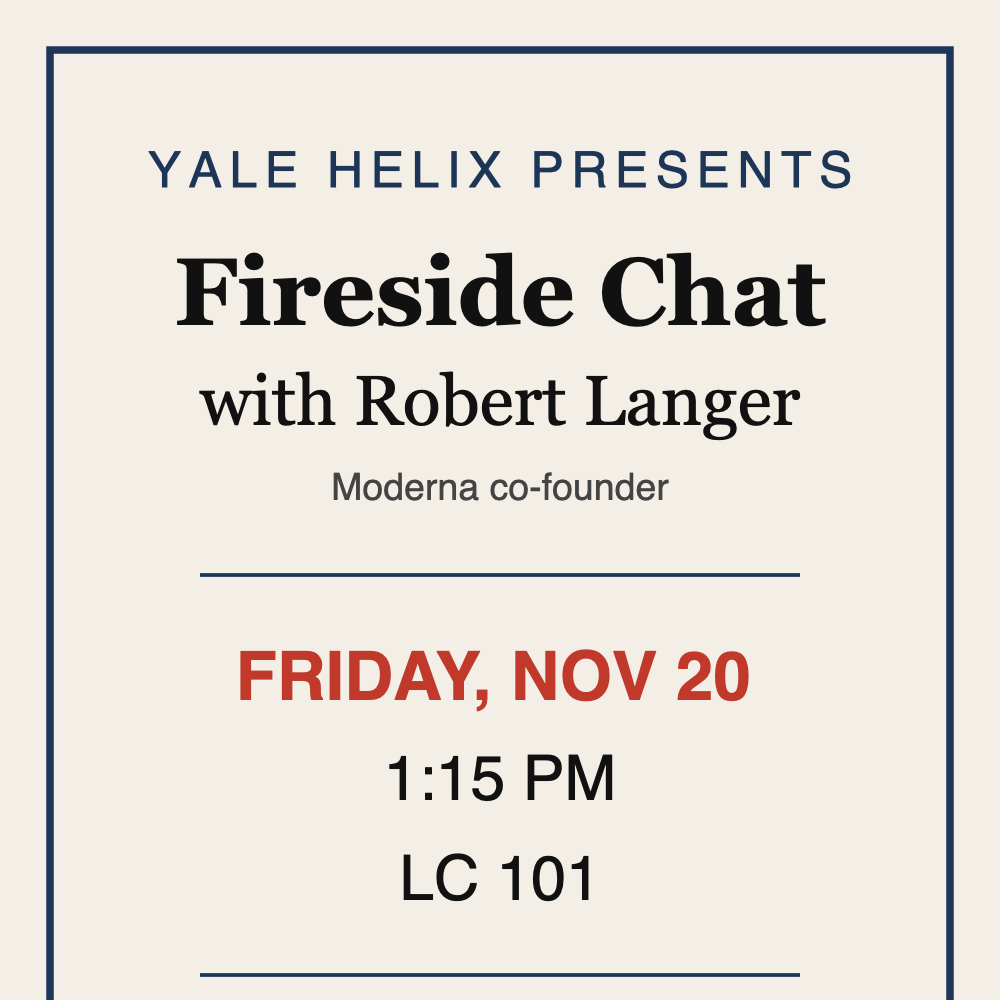 YALE HELIX PRESENTS
Fireside Chat
with Robert Langer
Moderna co-founder
FRIDAY, NOV 20
1:15 PM
LC 101